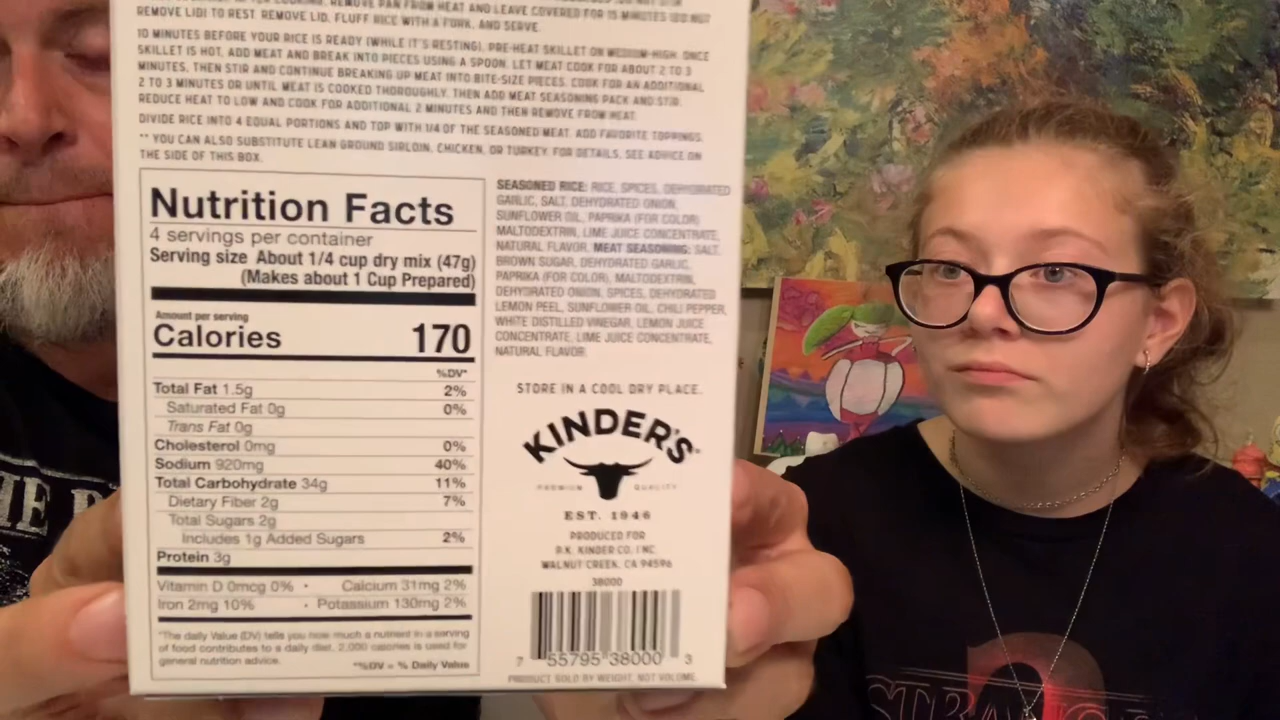 REMOVE PAN FROM HEAT AND LEAVE COVERED FOR 15 MINUTES (DO NOT
REMOVE LID) TO REST. REMOVE LID, FLUFF RICE WITH A FORK, AND SERVE.
10 MINUTES BEFORE YOUR RICE IS READY (WHILE IT'S RESTING), PRE-HEAT SKILLET ON MEDIUM-HIGH. ONCE
SKILLET IS HOT, ADD MEAT AND BREAK INTO PIECES USING A SPOON. LET MEAT COOK FOR ABOUT 2 TO 3
MINUTES, THEN STIR AND CONTINUE BREAKING UP MEAT INTO BITE-SIZE PIECES. COOK FOR AN ADDITIONAL
2 TO 3 MINUTES OR UNTIL MEAT IS COOKED THOROUGHLY. THEN ADD MEAT SEASONING PACK AND STIR.
REDUCE HEAT TO LOW AND COOK FOR ADDITIONAL 2 MINUTES AND THEN REMOVE FROM HEAT.
DIVIDE RICE INTO 4 EQUAL PORTIONS AND TOP WITH 1/4 OF THE SEASONED MEAT. ADD FAVORITE TOPPINGS.
** YOU CAN ALSO SUBSTITUTE LEAN GROUND SIRLOIN, CHICKEN, OR TURKEY. FOR DETAILS, SEE ADVICE ON
THE SIDE OF THIS BOX.
Nutrition Facts
4 servings per container
Serving size About 1/4 cup dry mix (47g)
(Makes about 1 Cup Prepared)
Amount per serving
Calories 170
%DV*
Total Fat 1.5g 2%
Saturated Fat 0g 0%
Trans Fat 0g
Cholesterol 0mg 0%
Sodium 920mg 40%
Total Carbohydrate 34g 11%
Dietary Fiber 2g 7%
Total Sugars 2g
Includes 1g Added Sugars 2%
Protein 3g
Vitamin D 0mcg 0% • Calcium 31mg 2%
Iron 2mg 10% • Potassium 130mg 2%
*The daily Value (DV) tells you how much a nutrient in a serving
of food contributes to a daily diet. 2,000 calories is used for
general nutrition advice.
*%DV = % Daily Value
SEASONED RICE: RICE, SPICES, DEHYDRATED
GARLIC, SALT, DEHYDRATED ONION,
SUNFLOWER OIL, PAPRIKA (FOR COLOR)
MALTODEXTRIN, LIME JUICE CONCENTRATE,
NATURAL FLAVOR. MEAT SEASONING: SALT,
BROWN SUGAR, DEHYDRATED GARLIC,
PAPRIKA (FOR COLOR), MALTODEXTRIN,
DEHYDRATED ONION, SPICES, DEHYDRATED
LEMON PEEL, SUNFLOWER OIL, CHILI PEPPER,
WHITE DISTILLED VINEGAR, LEMON JUICE
CONCENTRATE, LIME JUICE CONCENTRATE,
NATURAL FLAVOR.
STORE IN A COOL DRY PLACE.
KINDER'S
PREMIUM QUALITY
EST. 1946
PRODUCED FOR
B.K. KINDER CO. INC
WALNUT CREEK, CA 94596
38000
7 55795 38000 3
PRODUCT SOLD BY WEIGHT, NOT VOLUME.
HE
STRANG